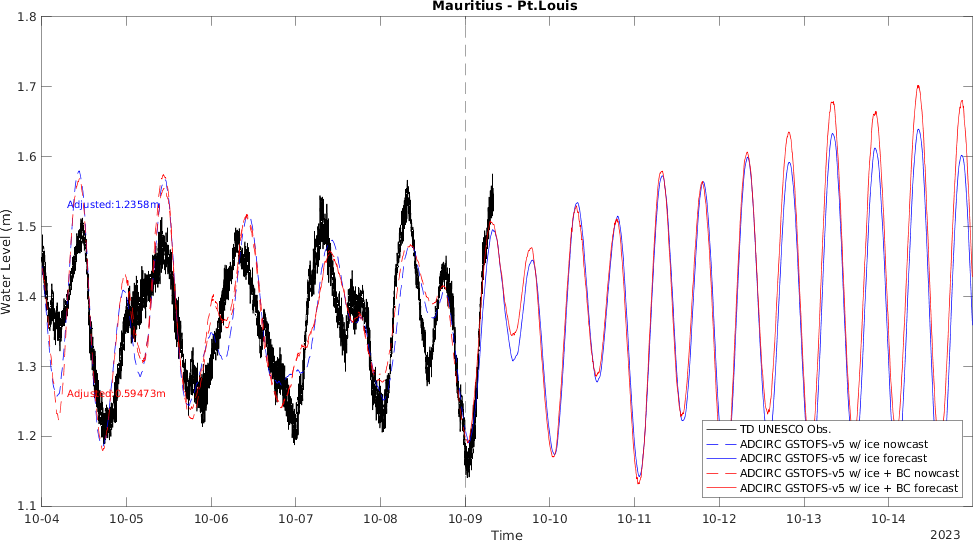 Mauritius - Pt.Louis
1.8
1.7
1.6
1.5
1.4
1.3
1.2
1.1
Water Level (m)
Adjusted:1.2358m
Adjusted:0.59473m
TD UNESCO Obs.
ADCIRC GSTOFS-v5 w/ ice nowcast
ADCIRC GSTOFS-v5 w/ ice forecast
ADCIRC GSTOFS-v5 w/ ice + BC nowcast
ADCIRC GSTOFS-v5 w/ ice + BC forecast
10-04 10-05 10-06 10-07 10-08 10-09 10-10 10-11 10-12 10-13 10-14
Time
2023